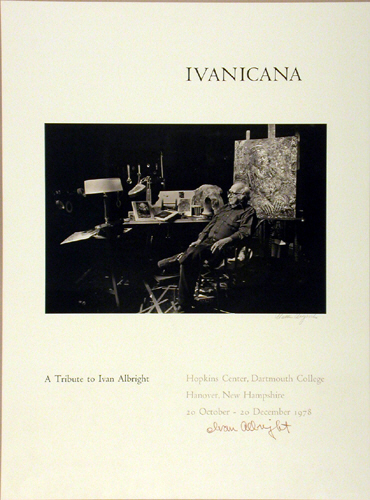 IVANICANA
A Tribute to Ivan Albright
Hopkins Center, Dartmouth College
Hanover, New Hampshire
20 October - 20 December 1978
Ivan Albright